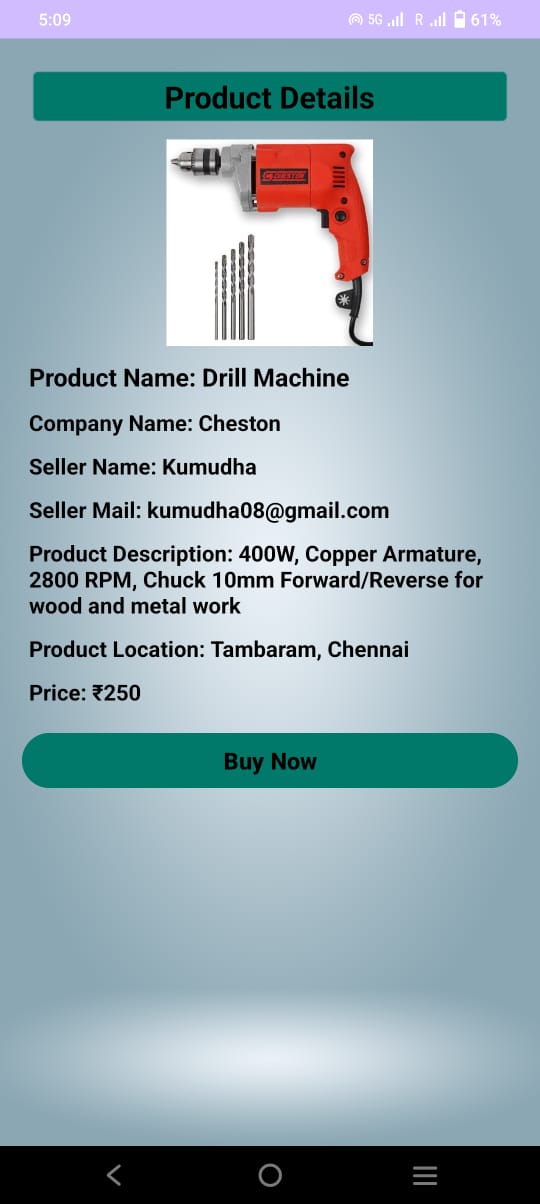 5:09 5G R 61%
Product Details
CHESTON
Product Name: Drill Machine
Company Name: Cheston
Seller Name: Kumudha
Seller Mail: kumudha08@gmail.com
Product Description: 400W, Copper Armature,
2800 RPM, Chuck 10mm Forward/Reverse for
wood and metal work
Product Location: Tambaram, Chennai
Price: ₹250
Buy Now